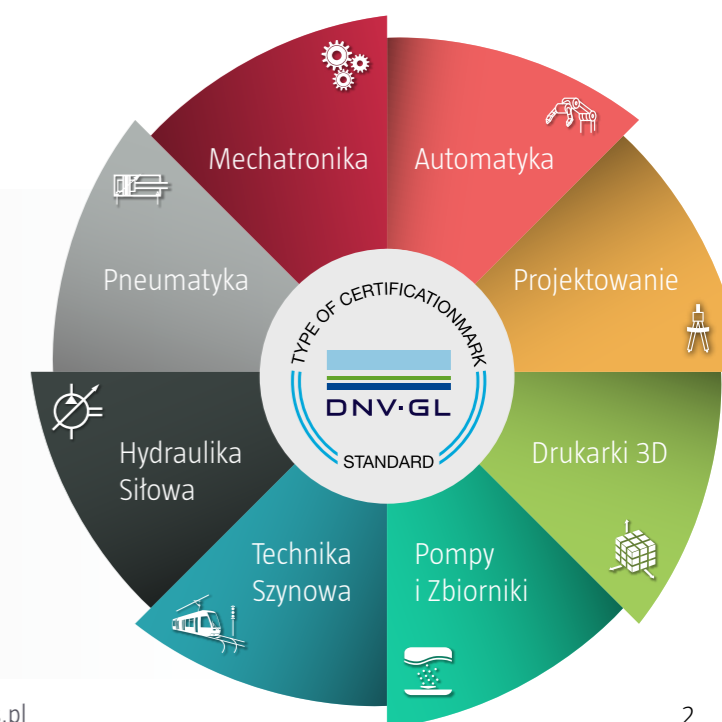 Mechatronika
Automatyka
Pneumatyka
Projektowanie
TYPE OF CERTIFICATIONMARK
DNV·GL
STANDARD
Hydraulika
Siłowa
Drukarki 3D
Technika
Szynowa
Pompy
i Zbiorniki
.pl
2